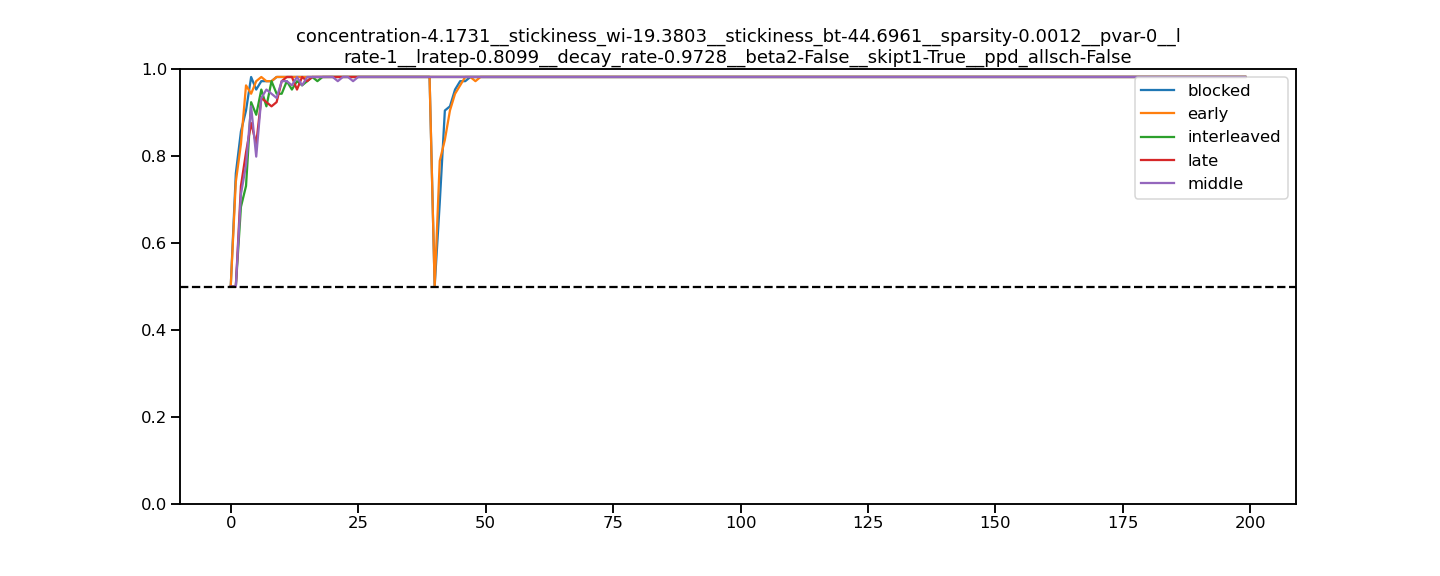 concentration-4.1731__stickiness_wi-19.3803__stickiness_bt-44.6961__sparsity-0.0012__pvar-0__l
rate-1__lratep-0.8099__decay_rate-0.9728__beta2-False__skipt1-True__ppd_allsch-False
1.0
0.8
0.6
0.4
0.2
0.0
blocked
early
interleaved
late
middle
0 25 50 75 100 125 150 175 200